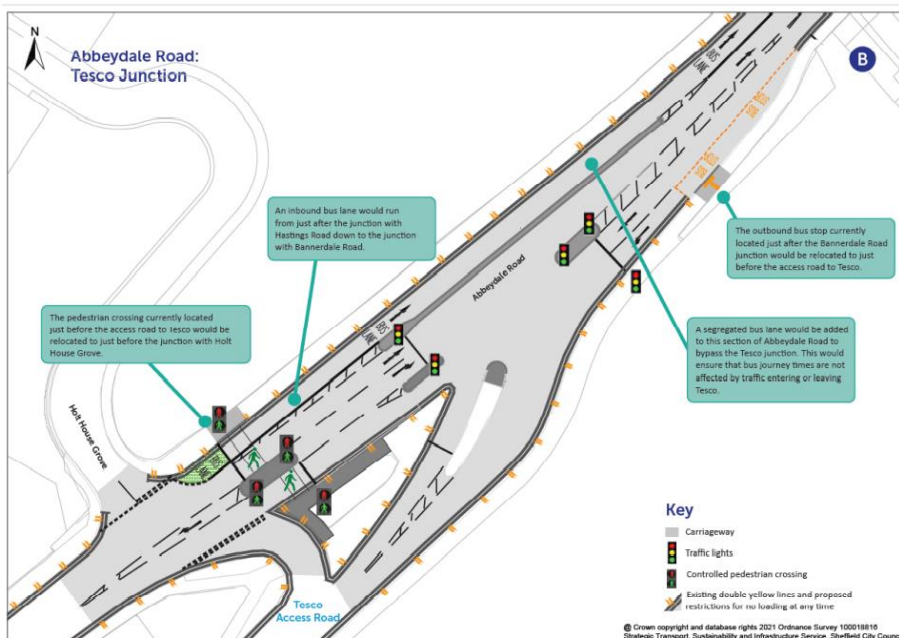 N
Abbeydale Road:
Tesco Junction
B
BUS
LANE
An inbound bus lane would run
from just after the junction with
Hastings Road down to the junction
with Bannerdale Road.
The outbound bus stop currently
located just after the Bannerdale Road
junction would be relocated to just
before the access road to Tesco.
Abbeydale Road
The pedestrian crossing currently located
just before the access road to Tesco would be
relocated to just before the junction with Holt
House Grove.
BUS
LANE
A segregated bus lane would be added
to this section of Abbeydale Road to
bypass the Tesco junction. This would
ensure that bus journey times are not
affected by traffic entering or leaving
Tesco.
Holt House Grove
Key
Carriageway
Traffic lights
Controlled pedestrian crossing
Existing double yellow lines and proposed
restrictions for no loading at any time
Tesco
Access Road
@ Crown copyright and database rights 2021 Ordnance Survey 100018816
Strategic Transport, Sustainability and Infrastructure Service, Sheffield City